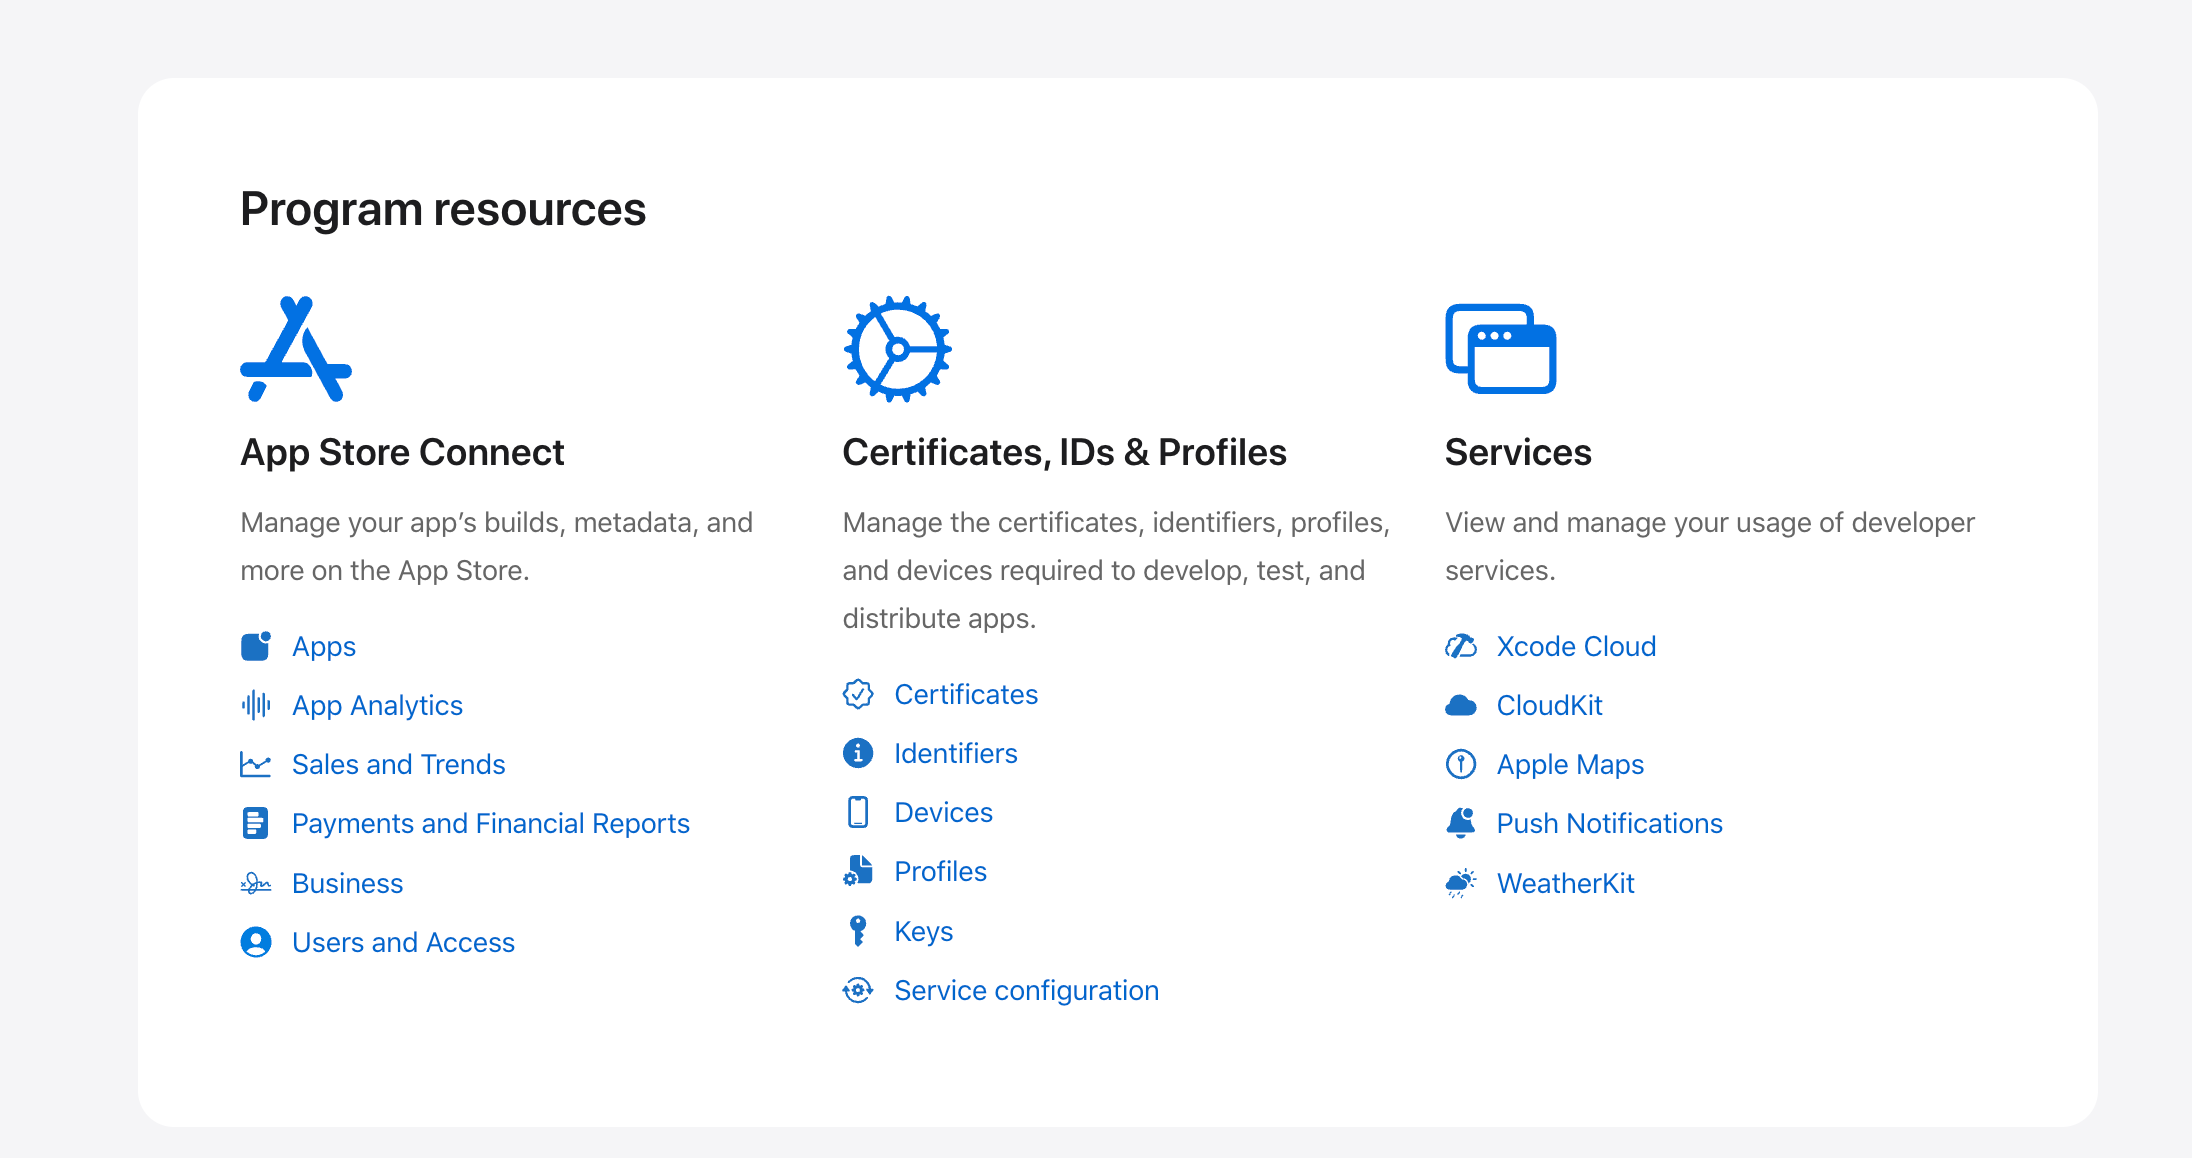 Program resources
App Store Connect
Manage your app’s builds, metadata, and
more on the App Store.
Apps
App Analytics
Sales and Trends
Payments and Financial Reports
Business
Users and Access
Certificates, IDs & Profiles
Manage the certificates, identifiers, profiles,
and devices required to develop, test, and
distribute apps.
Certificates
Identifiers
Devices
Profiles
Keys
Service configuration
Services
View and manage your usage of developer
services.
Xcode Cloud
CloudKit
Apple Maps
Push Notifications
WeatherKit